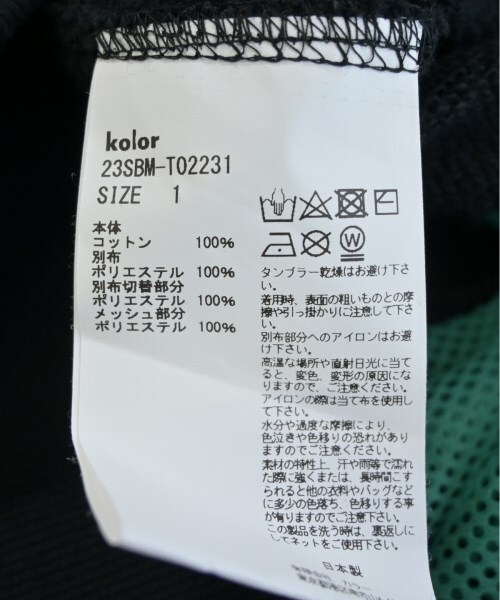 kolor
23SBM-T02231
SIZE 1
本体
コットン 100%
別布
ポリエステル 100%
別布切替部分
ポリエステル 100%
メッシュ部分
ポリエステル 100%
W
タンブラー乾燥はお避け下さ
い。
着用時、表面の粗いものとの摩
擦や引っ掛かりに注意して下さ
い。
別布部分へのアイロンはお避
け下さい。
高温な場所や直射日光に当て
ると、変色、変形の原因にな
りますので、ご注意ください。
アイロンの際は当て布を使用し
て下さい。
水分や過度な摩擦により、
色泣きや色移りの恐れがあり
ますのでご注意下さい。
素材の特性上、汗や雨等で濡れ
た際に強くまたは、長時間こす
られると他の衣料やバッグなど
に多少の色落ち、色移りする事
が有りますのでご注意下さい。
この製品を洗う時は、裏返しに
してネットをご使用下さい。
日本製